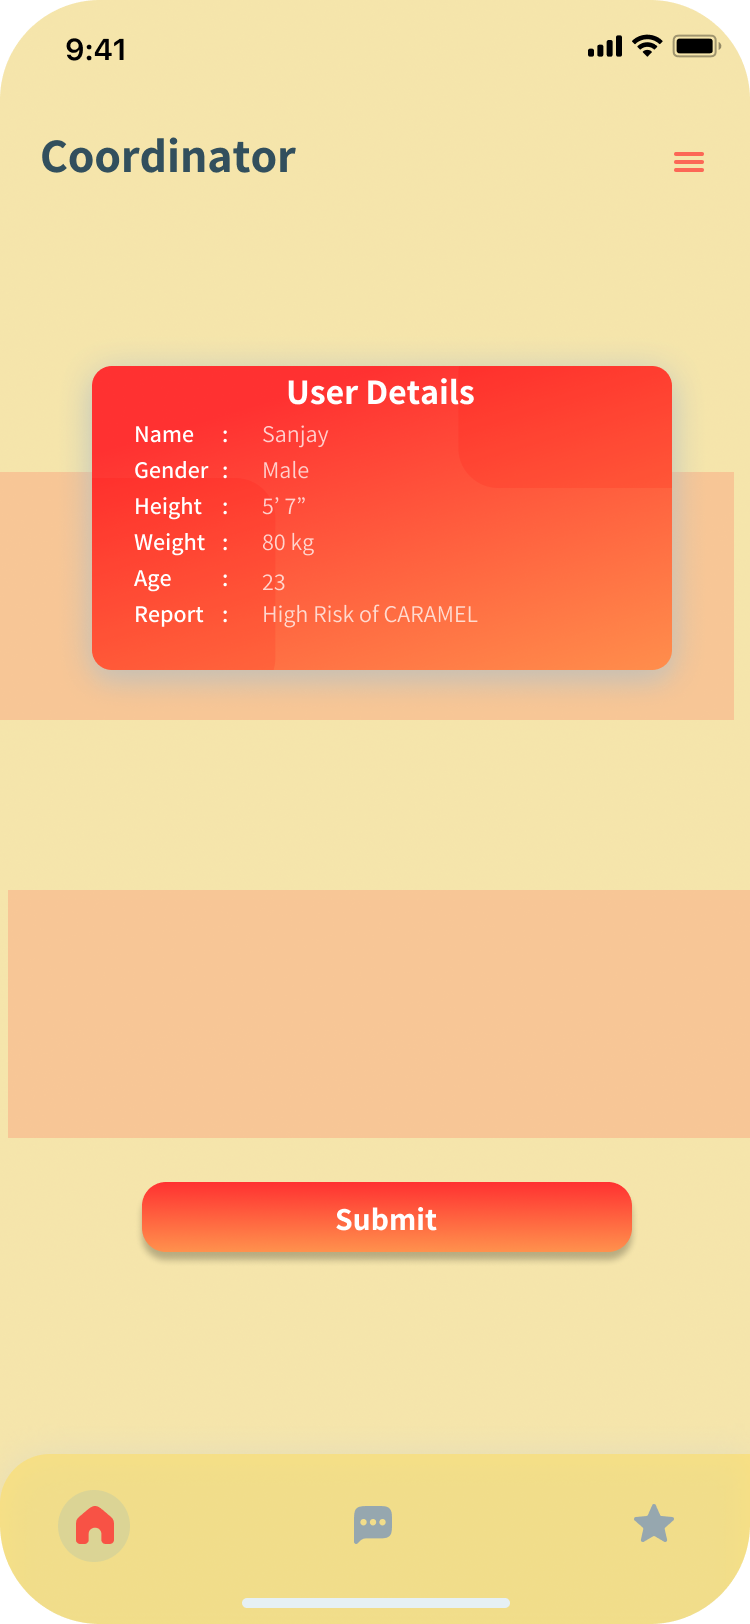 9:41
Coordinator
User Details
Name : Sanjay
Gender : Male
Height : 5’ 7”
Weight : 80 kg
Age : 23
Report : High Risk of CARAMEL
Submit